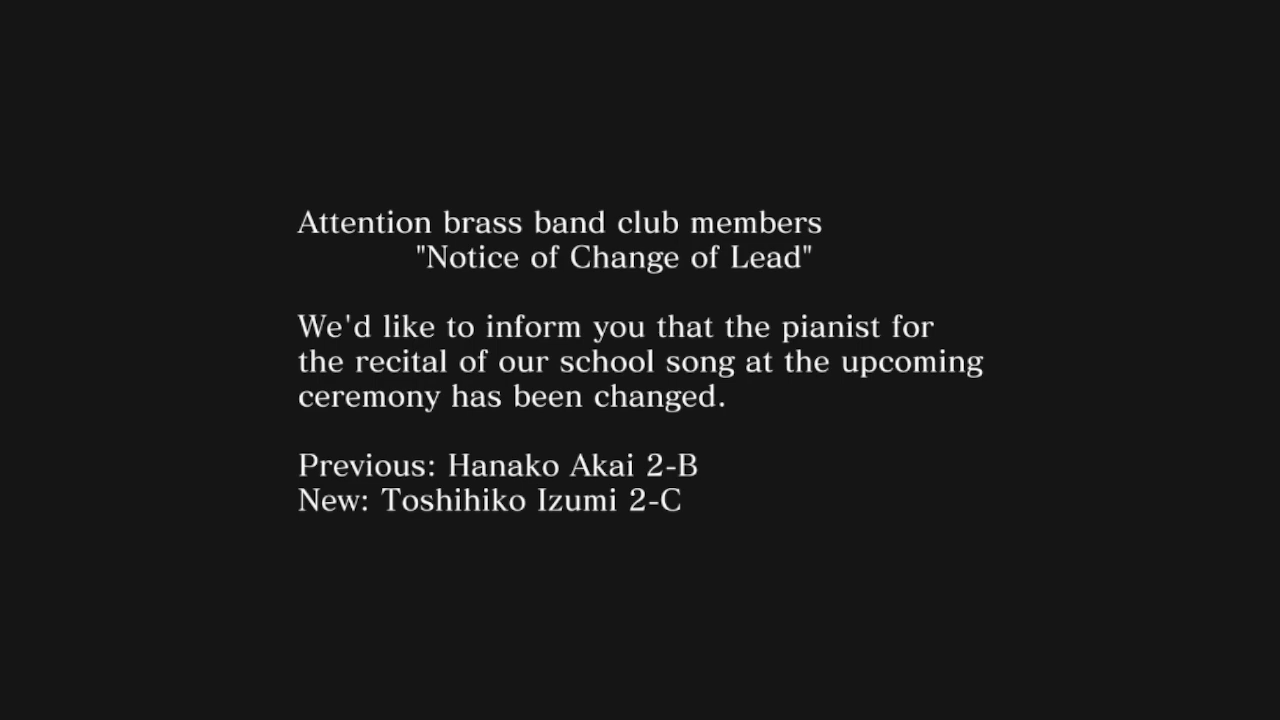 Attention brass band club members
"Notice of Change of Lead"
We'd like to inform you that the pianist for
the recital of our school song at the upcoming
ceremony has been changed.
Previous: Hanako Akai 2-B
New: Toshihiko Izumi 2-C